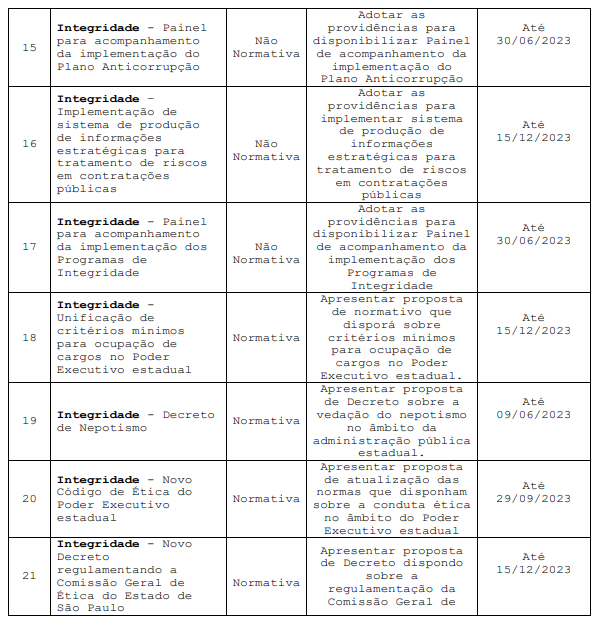 15
Integridade – Painel
para acompanhamento
da implementação do
Plano Anticorrupção
Não
Normativa
Adotar as
providências para
disponibilizar Painel
de acompanhamento da
implementação do
Plano Anticorrupção
Até
30/06/2023
16
Integridade –
Implementação de
sistema de produção
de informações
estratégicas para
tratamento de riscos
em contratações
públicas
Não
Normativa
Adotar as
providências para
implementar sistema
de produção de
informações
estratégicas para
tratamento de riscos
em contratações
públicas
Até
15/12/2023
17
Integridade – Painel
para acompanhamento
da implementação dos
Programas de
Integridade
Não
Normativa
Adotar as
providências para
disponibilizar Painel
de acompanhamento da
implementação dos
Programas de
Integridade
Até
30/06/2023
18
Integridade –
Unificação de
critérios mínimos
para ocupação de
cargos no Poder
Executivo estadual
Normativa
Apresentar proposta
de normativo que
disporá sobre
critérios mínimos
para ocupação de
cargos no Poder
Executivo estadual.
Até
15/12/2023
19
Integridade – Decreto
de Nepotismo
Normativa
Apresentar proposta
de Decreto sobre a
vedação do nepotismo
no âmbito da
administração pública
estadual.
Até
09/06/2023
20
Integridade – Novo
Código de Ética do
Poder Executivo
estadual
Normativa
Apresentar proposta
de atualização das
normas que disponham
sobre a conduta ética
no âmbito do Poder
Executivo estadual
Até
29/09/2023
21
Integridade – Novo
Decreto
regulamentando a
Comissão Geral de
Ética do Estado de
São Paulo
Normativa
Apresentar proposta
de Decreto dispondo
sobre a
regulamentação da
Comissão Geral de
Até
15/12/2023